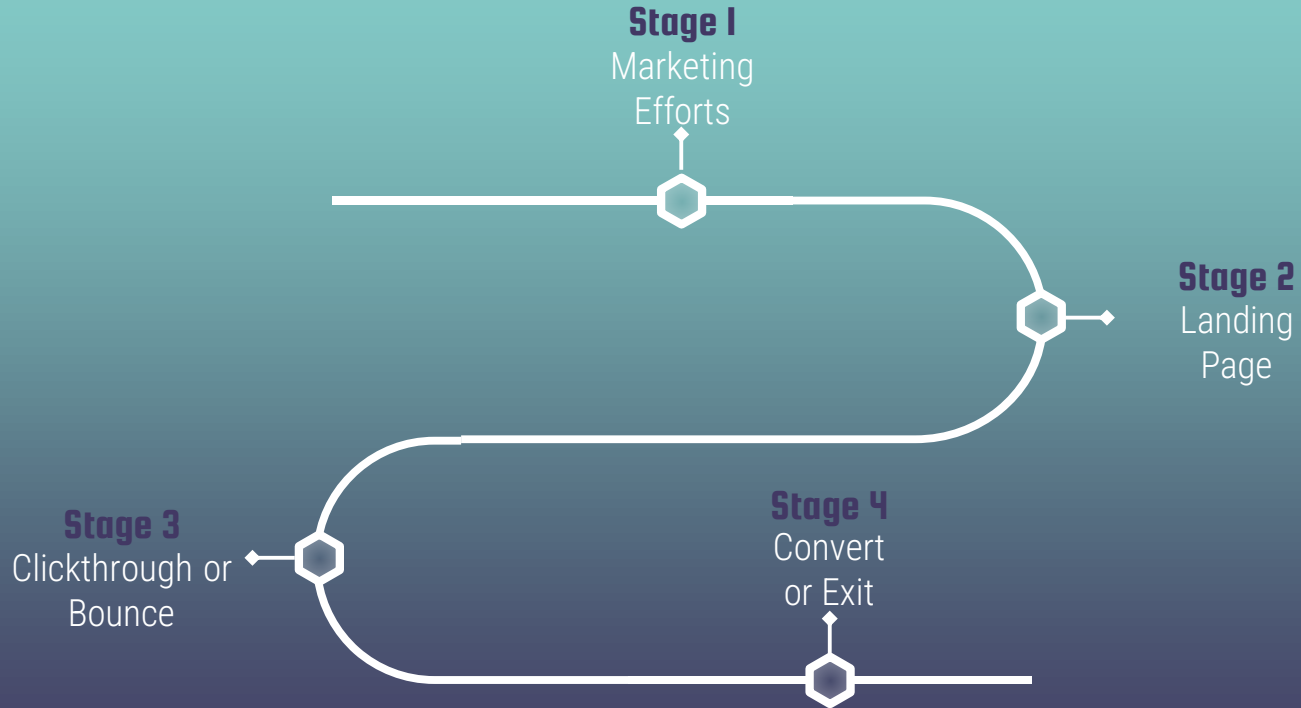 Stage 1
Marketing
Efforts
Stage 2
Landing
Page
Stage 3
Clickthrough or
Bounce
Stage 4
Convert
or Exit